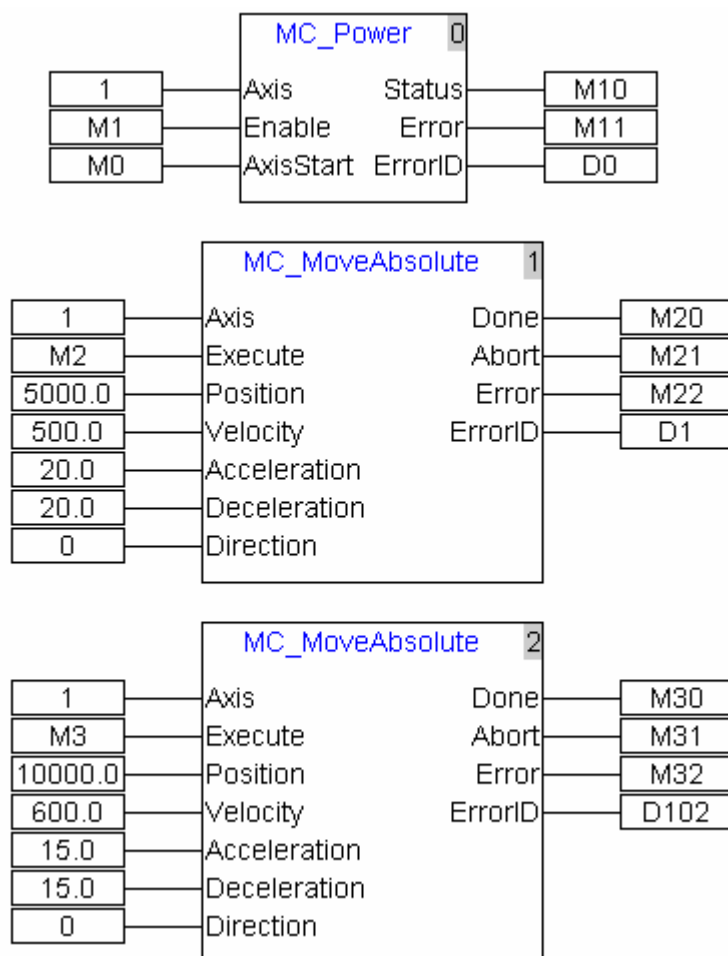 MC_Power 0
1 Axis Status M10
M1 Enable Error M11
M0 AxisStart ErrorID D0
MC_MoveAbsolute 1
1 Axis Done M20
M2 Execute Abort M21
5000.0 Position Error M22
500.0 Velocity ErrorID D1
20.0 Acceleration
20.0 Deceleration
0 Direction
MC_MoveAbsolute 2
1 Axis Done M30
M3 Execute Abort M31
10000.0 Position Error M32
600.0 Velocity ErrorID D102
15.0 Acceleration
15.0 Deceleration
0 Direction